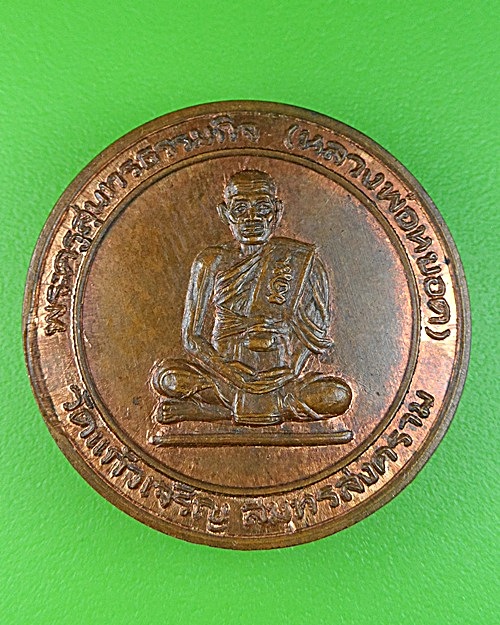 พระครูสุนทรธรรมกิจ (หลวงพ่อหยอด)
วัดแก้วเจริญ สมุทรสงคราม